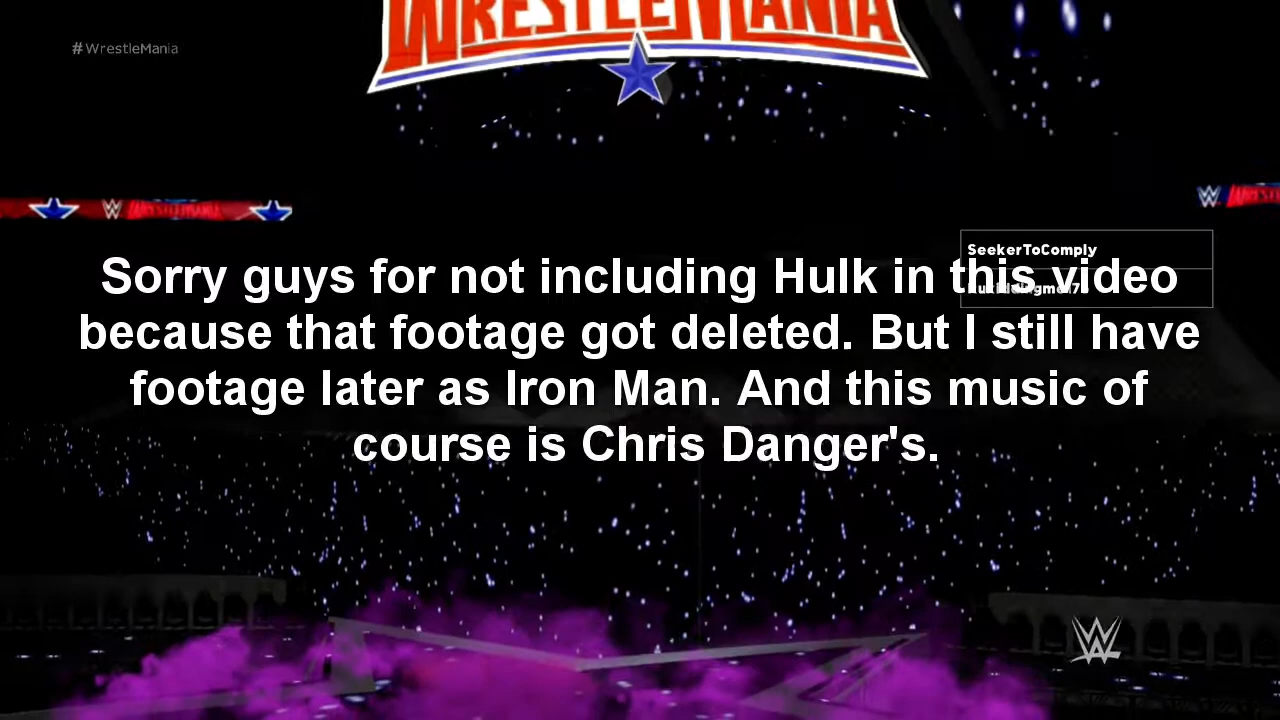 WRESTLEMANIA
#WrestleMania
W WRESTLEMANIA
W
SeekerToComply
Sorry guys for not including Hulk in this video
because that footage got deleted. But I still have
footage later as Iron Man. And this music of
course is Chris Danger's.
W